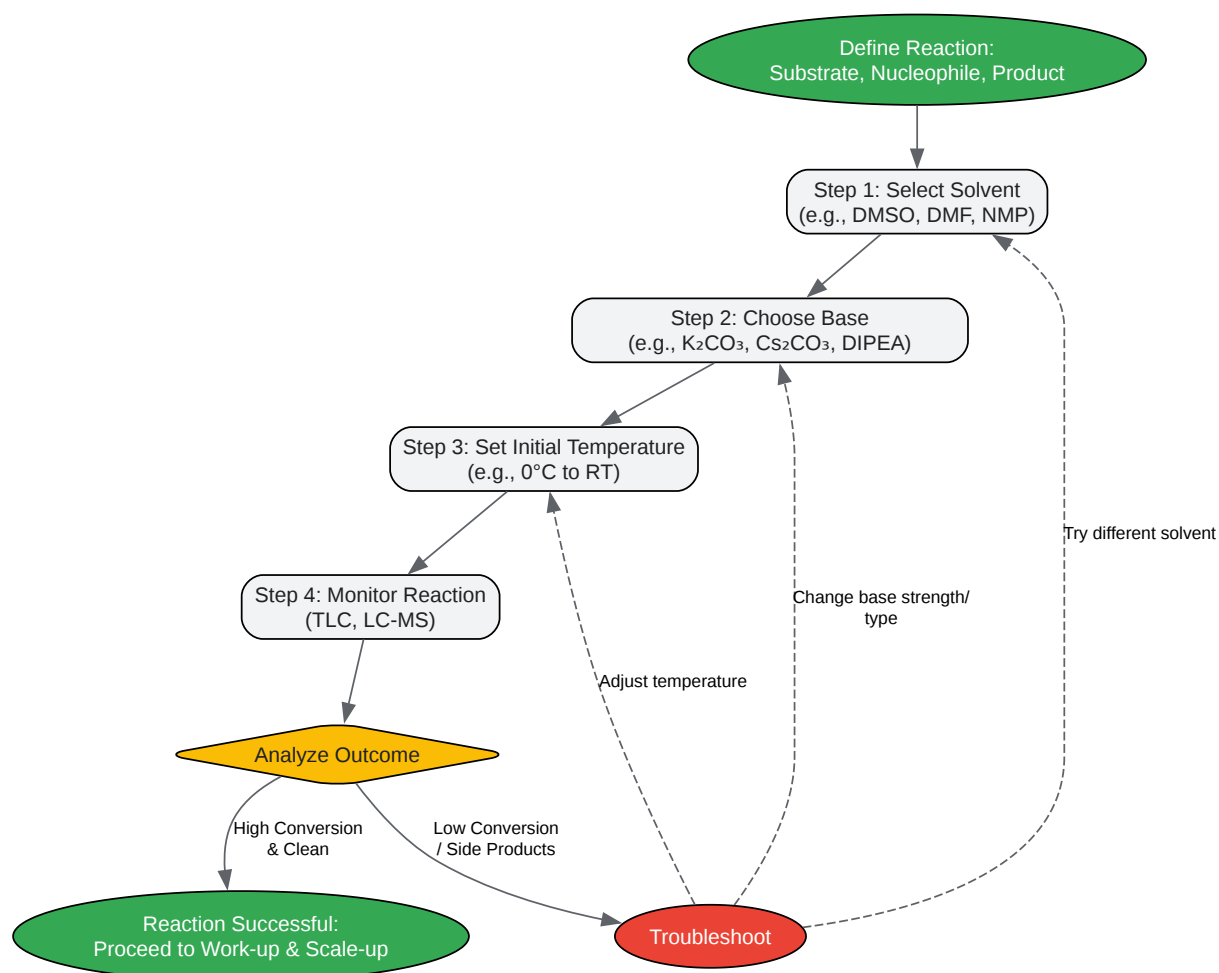 Define Reaction:
Substrate, Nucleophile, Product
Step 1: Select Solvent
(e.g., DMSO, DMF, NMP)
Step 2: Choose Base
(e.g., K₂CO₃, Cs₂CO₃, DIPEA)
Step 3: Set Initial Temperature
(e.g., 0°C to RT)
Try different solvent
Step 4: Monitor Reaction
(TLC, LC-MS)
Change base strength/
type
Adjust temperature
Analyze Outcome
High Conversion
& Clean
Low Conversion
/ Side Products
Reaction Successful:
Proceed to Work-up & Scale-up
Troubleshoot